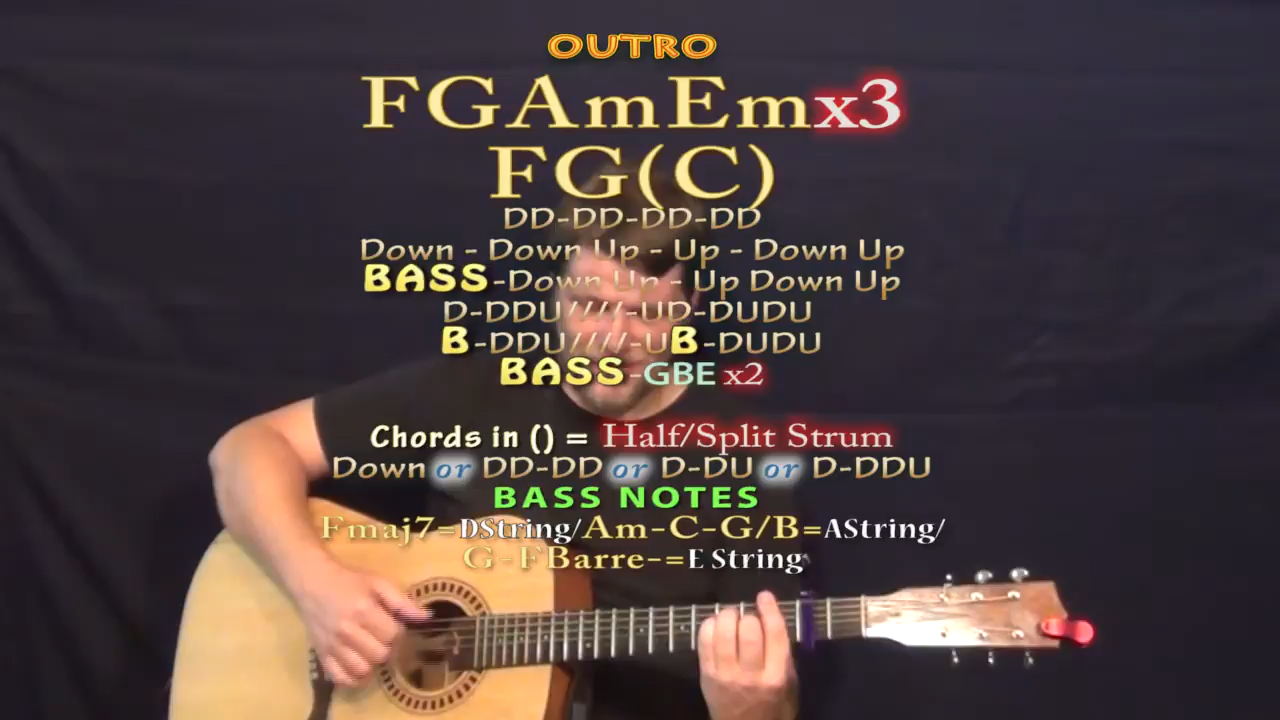 OUTRO
FGAmEmx3
FG(C)
DD-DD-DD-DD
Down - Down Up - Up - Down Up
BASS-Down Up - Up Down Up
D-DDU////-UD-DUDU
B-DDU////-UB-DUDU
BASS-GBE x2
Chords in () = Half/Split Strum
Down or DD-DD or D-DU or D-DDU
BASS NOTES
Fmaj7=DString/Am-C-G/B=AString/
G-FBarre-=E String